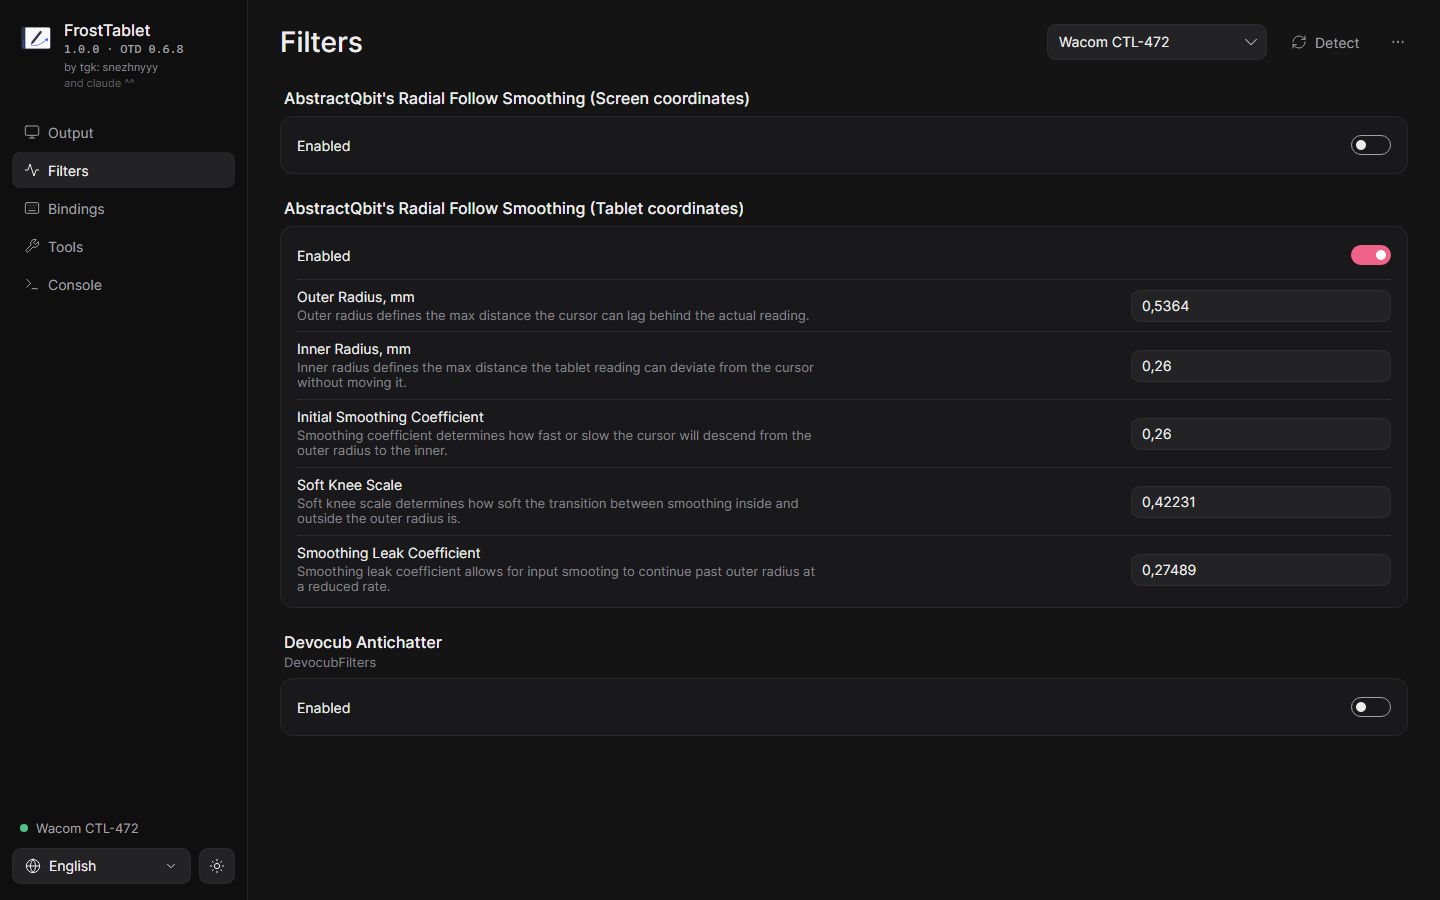 FrostTablet
1.0.0 · OTD 0.6.8
by tgk: snezhnyyy
and claude ^^
Output
Filters
Bindings
Tools
Console
Wacom CTL-472
English
Filters
Wacom CTL-472
Detect
···
AbstractQbit's Radial Follow Smoothing (Screen coordinates)
Enabled
AbstractQbit's Radial Follow Smoothing (Tablet coordinates)
Enabled
Outer Radius, mm
Outer radius defines the max distance the cursor can lag behind the actual reading.
0,5364
Inner Radius, mm
Inner radius defines the max distance the tablet reading can deviate from the cursor
without moving it.
0,26
Initial Smoothing Coefficient
Smoothing coefficient determines how fast or slow the cursor will descend from the
outer radius to the inner.
0,26
Soft Knee Scale
Soft knee scale determines how soft the transition between smoothing inside and
outside the outer radius is.
0,42231
Smoothing Leak Coefficient
Smoothing leak coefficient allows for input smooting to continue past outer radius at
a reduced rate.
0,27489
Devocub Antichatter
DevocubFilters
Enabled